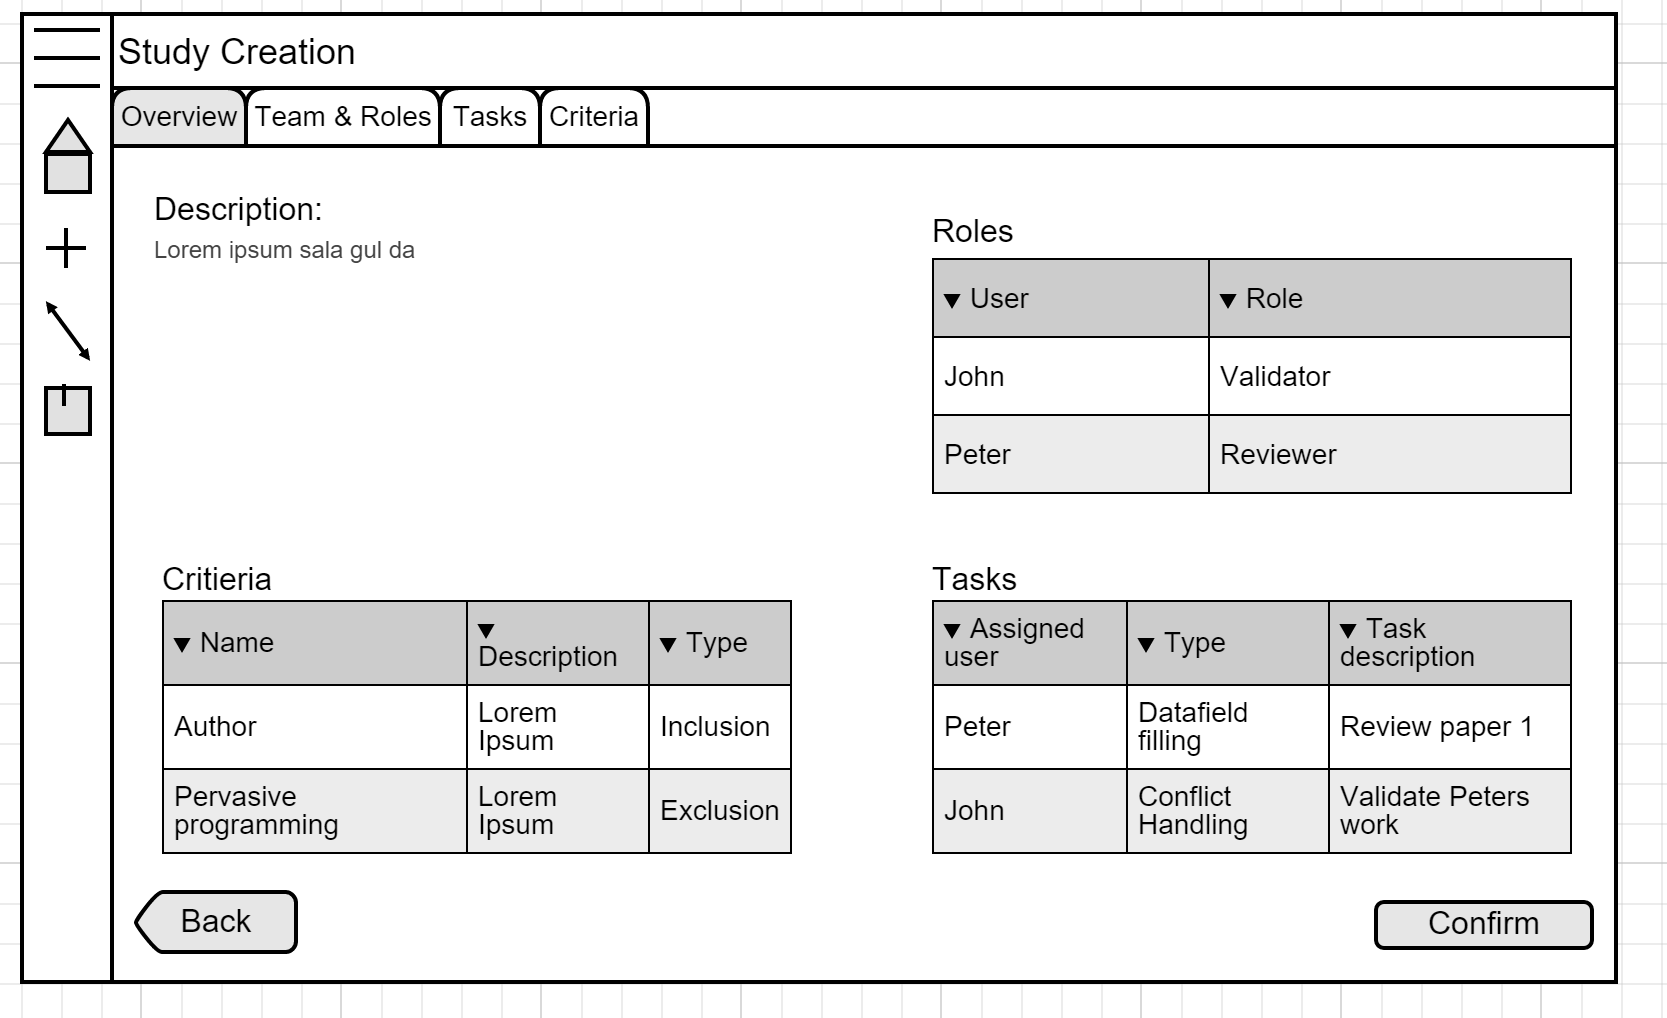 Study Creation
Overview Team & Roles Tasks Criteria
Description:
Lorem ipsum sala gul da
Roles
User Role
John Validator
Peter Reviewer
Critieria
Name Description Type
Author Lorem Ipsum Inclusion
Pervasive programming Lorem Ipsum Exclusion
Tasks
Assigned user Type Task description
Peter Datafield filling Review paper 1
John Conflict Handling Validate Peters work
Back
Confirm